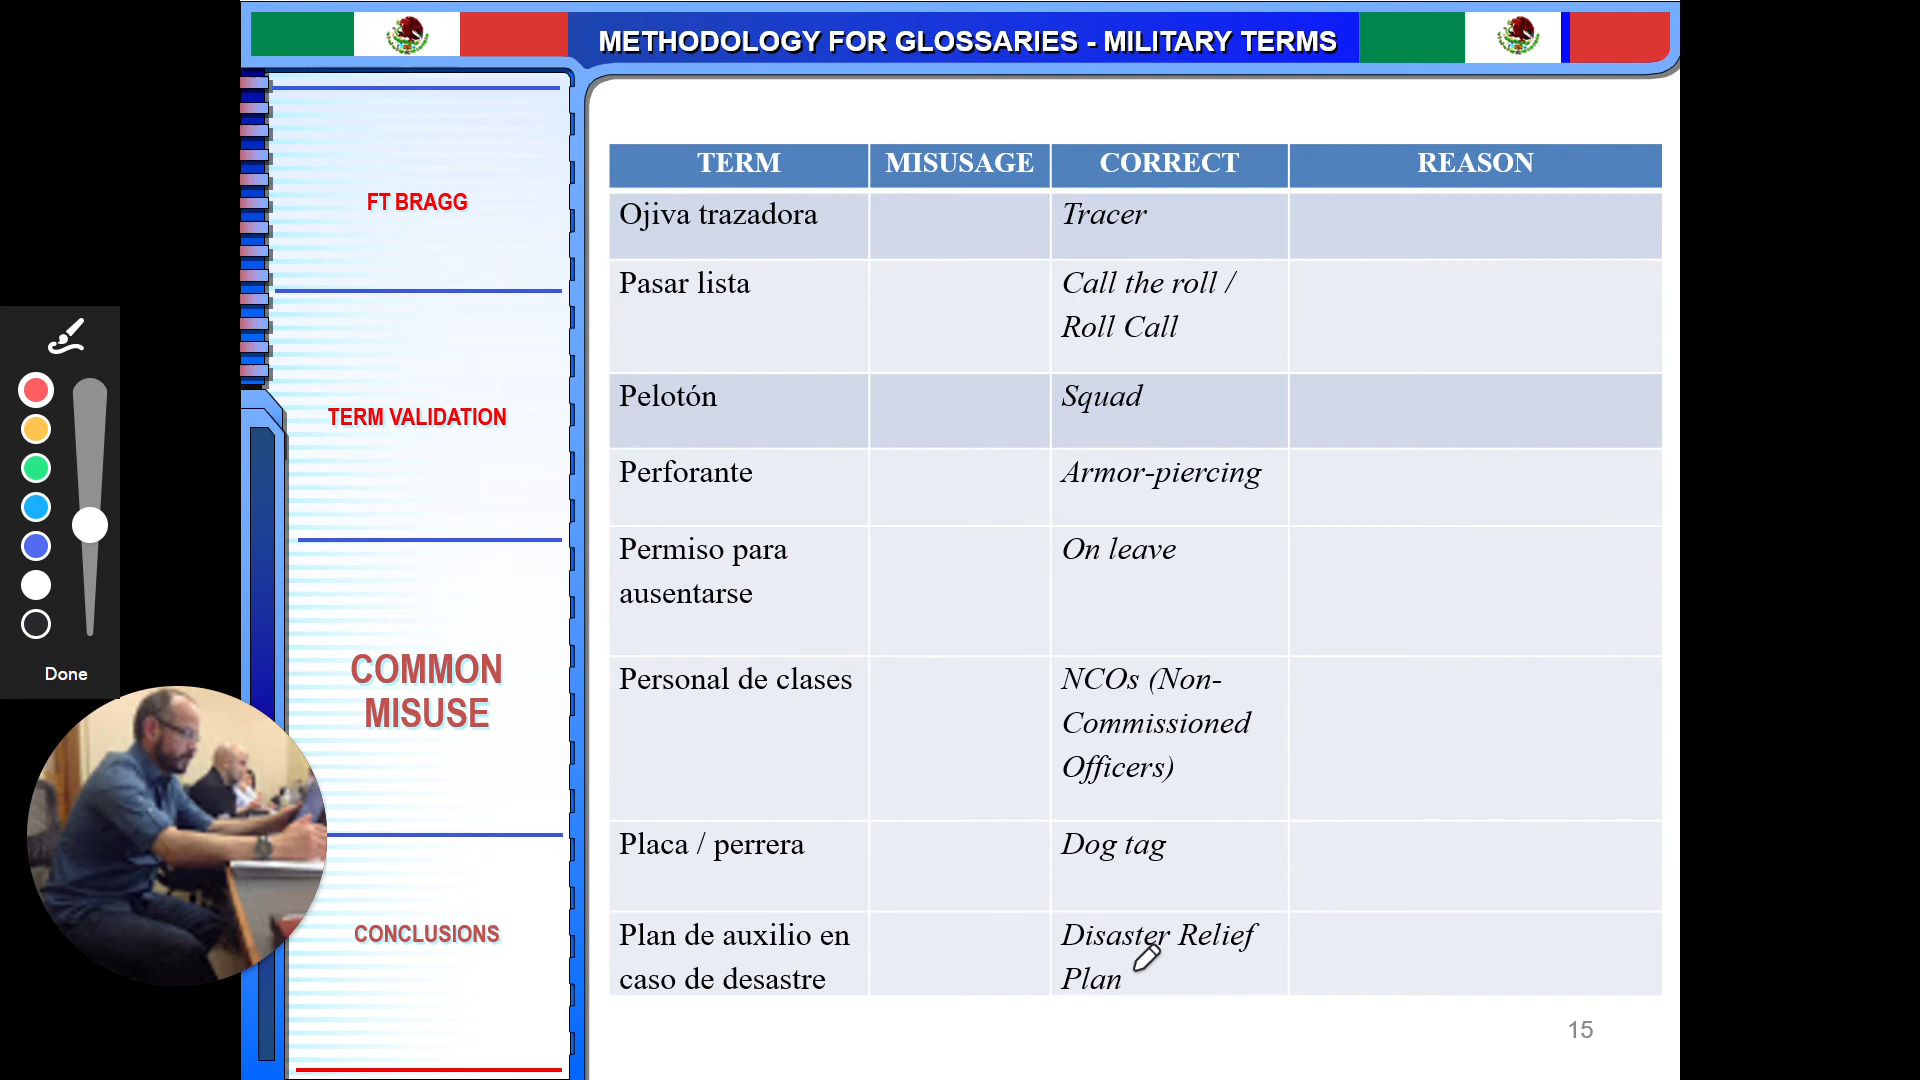 METHODOLOGY FOR GLOSSARIES - MILITARY TERMS
FT BRAGG
TERM VALIDATION
COMMON
MISUSE
CONCLUSIONS
Done
TERM MISUSAGE CORRECT REASON
Ojiva trazadora Tracer
Pasar lista Call the roll /
Roll Call
Pelotón Squad
Perforante Armor-piercing
Permiso para On leave
ausentarse
Personal de clases NCOs (Non-
Commissioned
Officers)
Placa / perrera Dog tag
Plan de auxilio en Disaster Relief
caso de desastre Plan
15